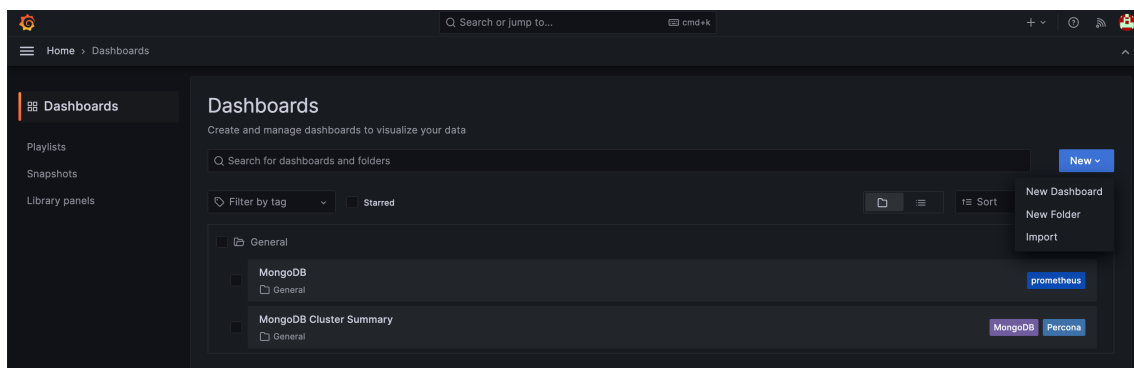 Search or jump to... cmd+k
Home › Dashboards
Dashboards
Playlists
Snapshots
Library panels
Dashboards
Create and manage dashboards to visualize your data
Search for dashboards and folders
New
New Dashboard
New Folder
Import
Filter by tag
Starred
Sort
General
MongoDB
General
prometheus
MongoDB Cluster Summary
General
MongoDB Percona